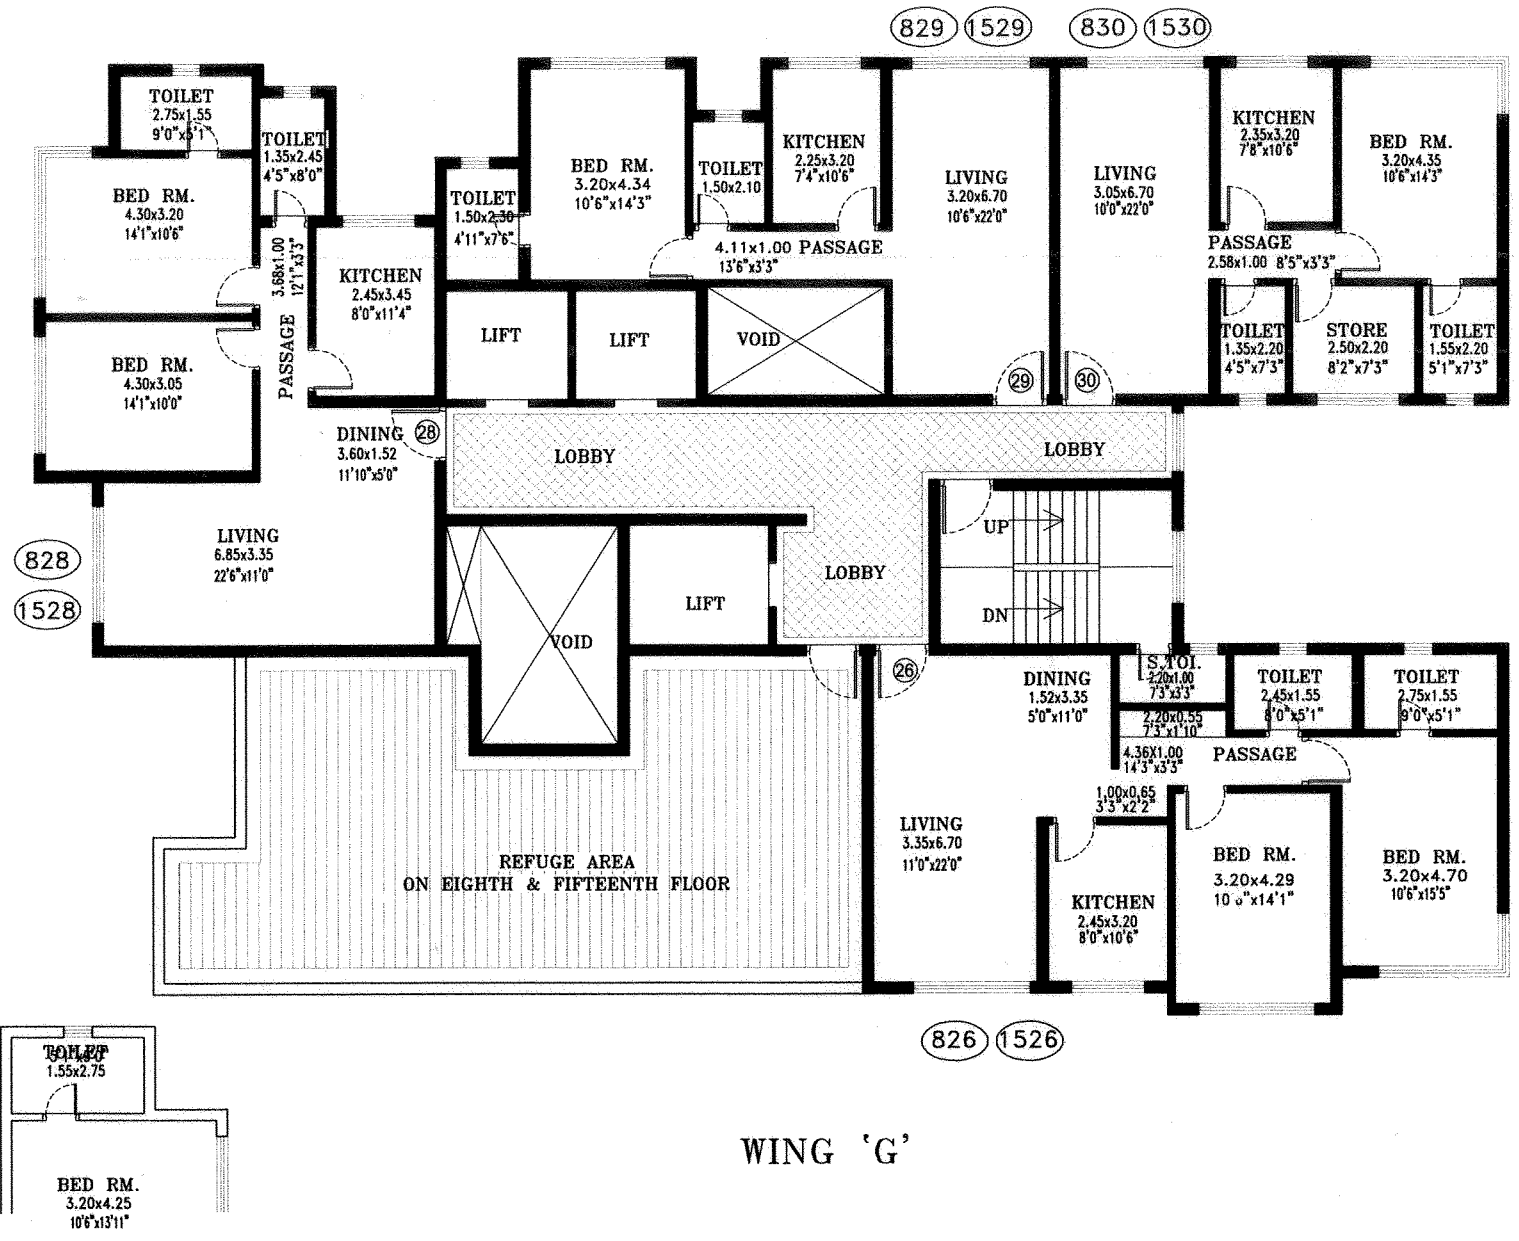 829 1529 830 1530
TOILET
2.75x1.55
9'0"x5'1"
TOILET
1.35x2.45
4'5"x8'0"
BED RM.
4.30x3.20
14'1"x10'6"
3.68x1.00
12'1"x3'3"
PASSAGE
KITCHEN
2.45x3.45
8'0"x11'4"
BED RM.
4.30x3.05
14'1"x10'0"
DINING
3.60x1.52
11'10"x5'0"
28
LIVING
6.85x3.35
22'6"x11'0"
828
1528
TOILET
1.50x2.30
4'11"x7'6"
BED RM.
3.20x4.34
10'6"x14'3"
TOILET
1.50x2.10
KITCHEN
2.25x3.20
7'4"x10'6"
4.11x1.00 PASSAGE
13'6"x3'3"
LIVING
3.20x6.70
10'6"x22'0"
29
LIFT
LIFT
VOID
LIVING
3.05x6.70
10'0"x22'0"
30
KITCHEN
2.35x3.20
7'8"x10'6"
BED RM.
3.20x4.35
10'6"x14'3"
PASSAGE
2.58x1.00 8'5"x3'3"
TOILET
1.35x2.20
4'5"x7'3"
STORE
2.50x2.20
8'2"x7'3"
TOILET
1.55x2.20
5'1"x7'3"
LOBBY
LOBBY
LOBBY
UP
DN
LIFT
VOID
26
DINING
1.52x3.35
5'0"x11'0"
S.TOI.
2.20x1.00
7'3"x3'3"
2.20x0.55
7'3"x1'10"
TOILET
2.45x1.55
8'0"x5'1"
TOILET
2.75x1.55
9'0"x5'1"
4.36X1.00
14'3"x3'3"
PASSAGE
1.00x0.65
3'3"x2'2"
LIVING
3.35x6.70
11'0"x22'0"
KITCHEN
2.45x3.20
8'0"x10'6"
BED RM.
3.20x4.29
10'6"x14'1"
BED RM.
3.20x4.70
10'6"x15'5"
REFUGE AREA
ON EIGHTH & FIFTEENTH FLOOR
826 1526
TOILET
1.55x2.75
BED RM.
3.20x4.25
10'6"x13'11"
WING 'G'